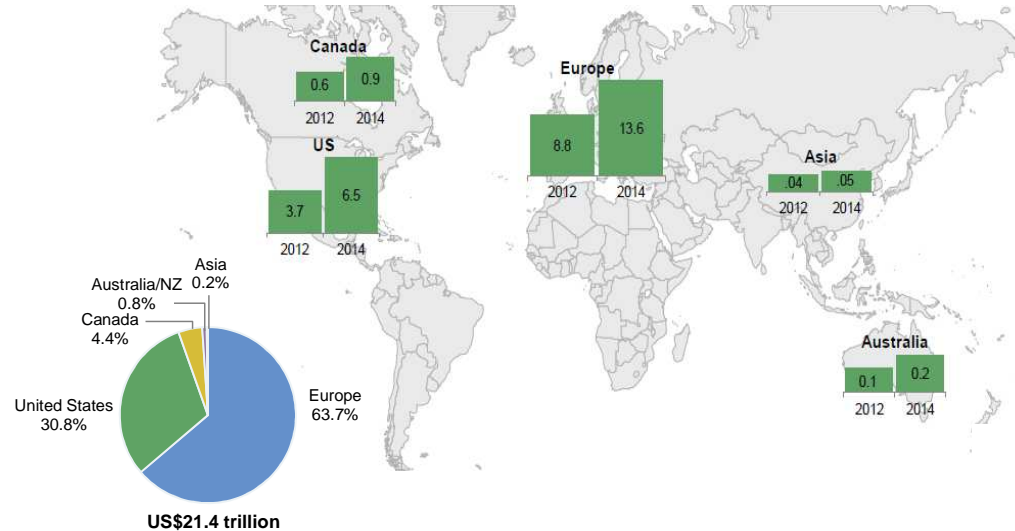 Canada
0.6
0.9
2012
2014
US
3.7
6.5
2012
2014
Europe
8.8
13.6
2012
2014
Asia
.04
.05
2012
2014
Australia
0.1
0.2
2012
2014
Asia
0.2%
Australia/NZ
0.8%
Canada
4.4%
United States
30.8%
Europe
63.7%
US$21.4 trillion